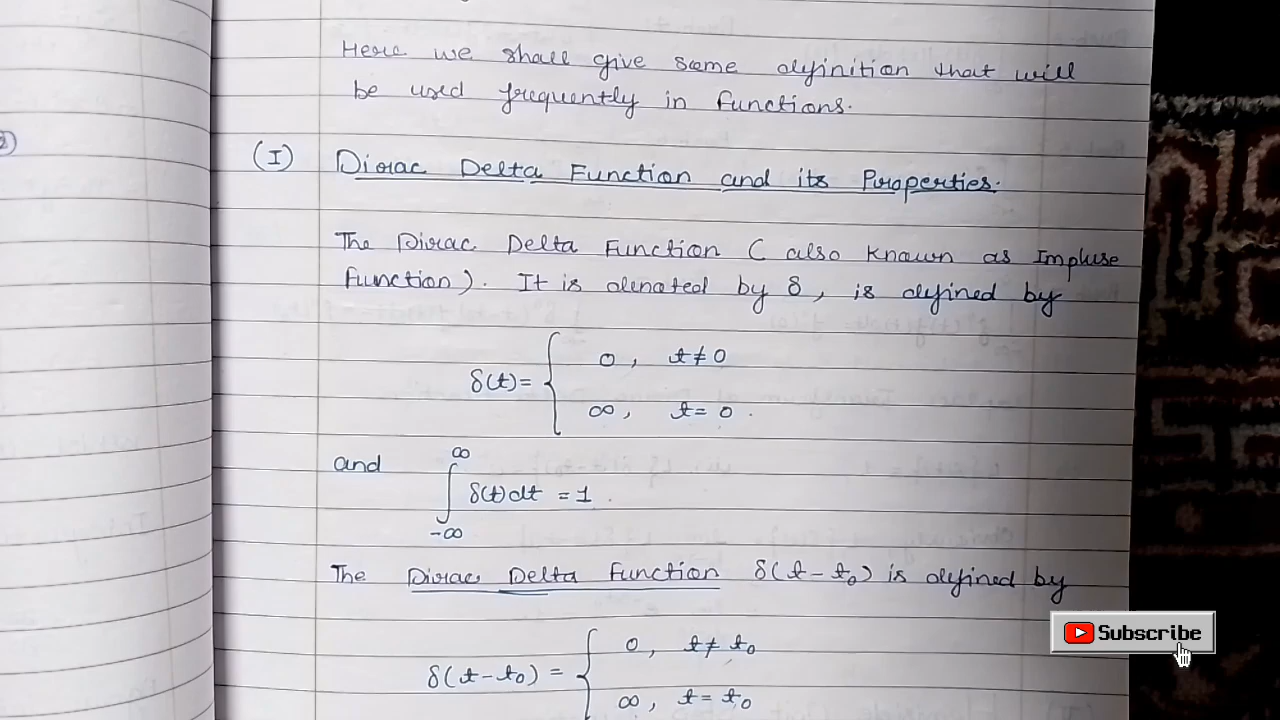 2)
Here we shall give some definition that will
be used frequently in functions.
(I) Dirac Delta Function and its Properties.
The Dirac Delta Function ( also known as Impluse
Function). It is denoted by δ, is defined by
δ(t)= { 0, t≠0
∞, t=0.
and ∫_{-∞}^{∞} δ(t)dt = 1.
The Dirac Delta Function δ(t-t₀) is defined by
δ(t-t₀) = { 0, t≠t₀
∞, t=t₀
Subscribe